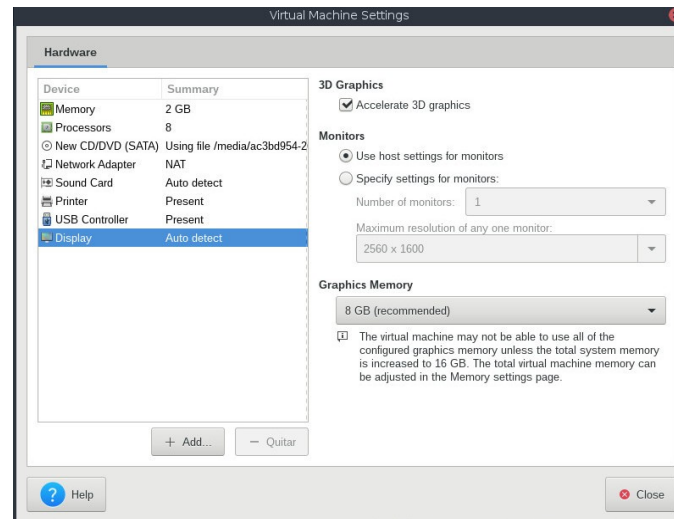 Virtual Machine Settings
Hardware
Device Summary
Memory 2 GB
Processors 8
New CD/DVD (SATA) Using file /media/ac3bd954-2
Network Adapter NAT
Sound Card Auto detect
Printer Present
USB Controller Present
Display Auto detect
+ Add...
− Quitar
3D Graphics
Accelerate 3D graphics
Monitors
Use host settings for monitors
Specify settings for monitors:
Number of monitors: 1
Maximum resolution of any one monitor:
2560 x 1600
Graphics Memory
8 GB (recommended)
The virtual machine may not be able to use all of the
configured graphics memory unless the total system memory
is increased to 16 GB. The total virtual machine memory can
be adjusted in the Memory settings page.
? Help
Close